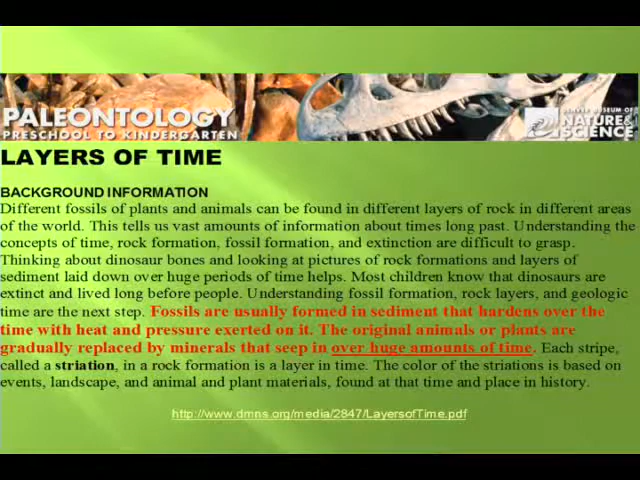 PALEONTOLOGY
PRESCHOOL TO KINDERGARTEN
DENVER MUSEUM OF
NATURE&
SCIENCE
LAYERS OF TIME
BACKGROUND INFORMATION
Different fossils of plants and animals can be found in different layers of rock in different areas
of the world. This tells us vast amounts of information about times long past. Understanding the
concepts of time, rock formation, fossil formation, and extinction are difficult to grasp.
Thinking about dinosaur bones and looking at pictures of rock formations and layers of
sediment laid down over huge periods of time helps. Most children know that dinosaurs are
extinct and lived long before people. Understanding fossil formation, rock layers, and geologic
time are the next step. Fossils are usually formed in sediment that hardens over the
time with heat and pressure exerted on it. The original animals or plants are
gradually replaced by minerals that seep in over huge amounts of time. Each stripe,
called a striation, in a rock formation is a layer in time. The color of the striations is based on
events, landscape, and animal and plant materials, found at that time and place in history.
http://www.dmns.org/media/2847/LayersofTime.pdf